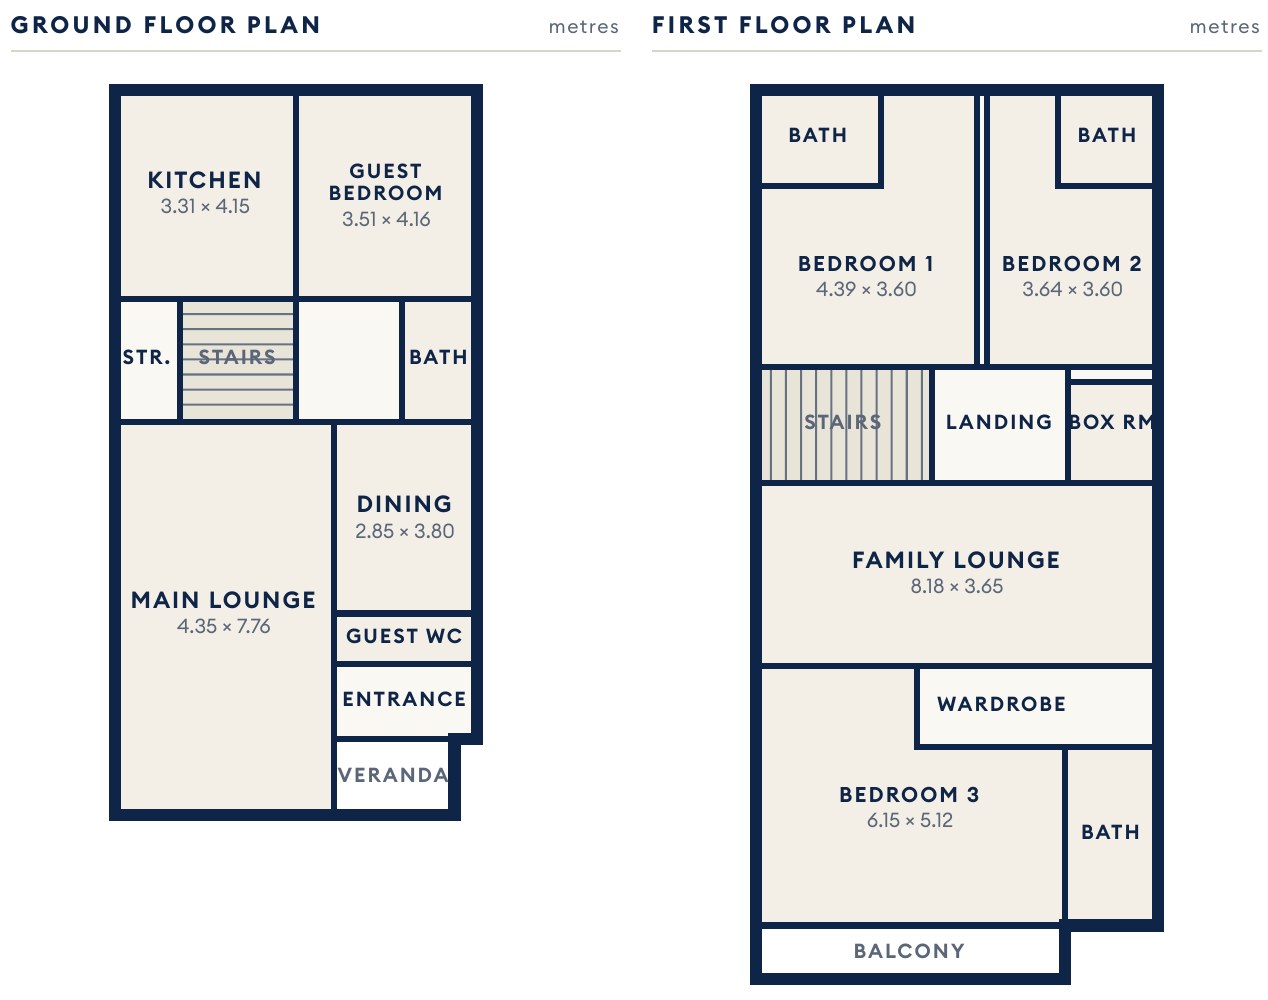 GROUND FLOOR PLAN
metres
KITCHEN
3.31 × 4.15
GUEST
BEDROOM
3.51 × 4.16
STR.
STAIRS
BATH
DINING
2.85 × 3.80
MAIN LOUNGE
4.35 × 7.76
GUEST WC
ENTRANCE
VERANDA
FIRST FLOOR PLAN
metres
BATH
BATH
BEDROOM 1
4.39 × 3.60
BEDROOM 2
3.64 × 3.60
STAIRS
LANDING
BOX RM
FAMILY LOUNGE
8.18 × 3.65
WARDROBE
BEDROOM 3
6.15 × 5.12
BATH
BALCONY